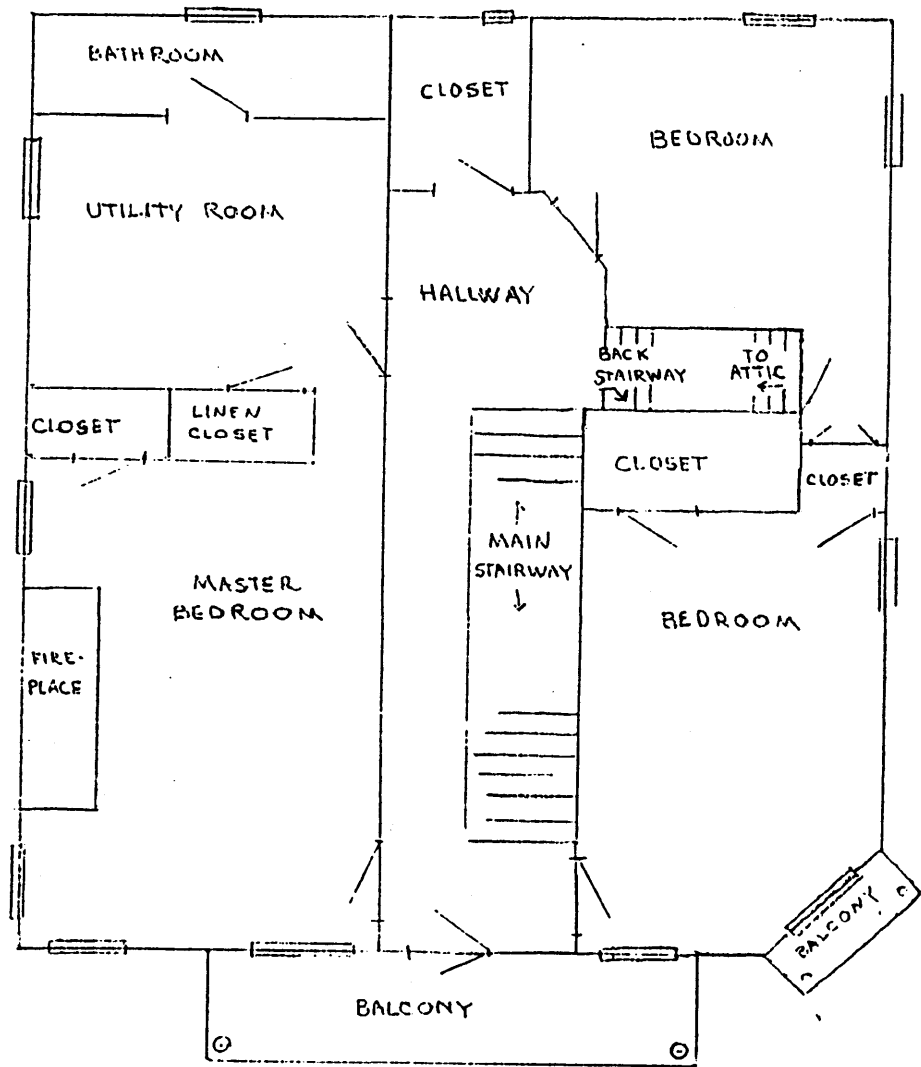 BATHROOM
CLOSET
BEDROOM
UTILITY ROOM
HALLWAY
BACK
STAIRWAY
TO
ATTIC
CLOSET
LINEN
CLOSET
CLOSET
CLOSET
MAIN
STAIRWAY
MASTER
BEDROOM
BEDROOM
FIRE-
PLACE
BALCONY
BALCONY